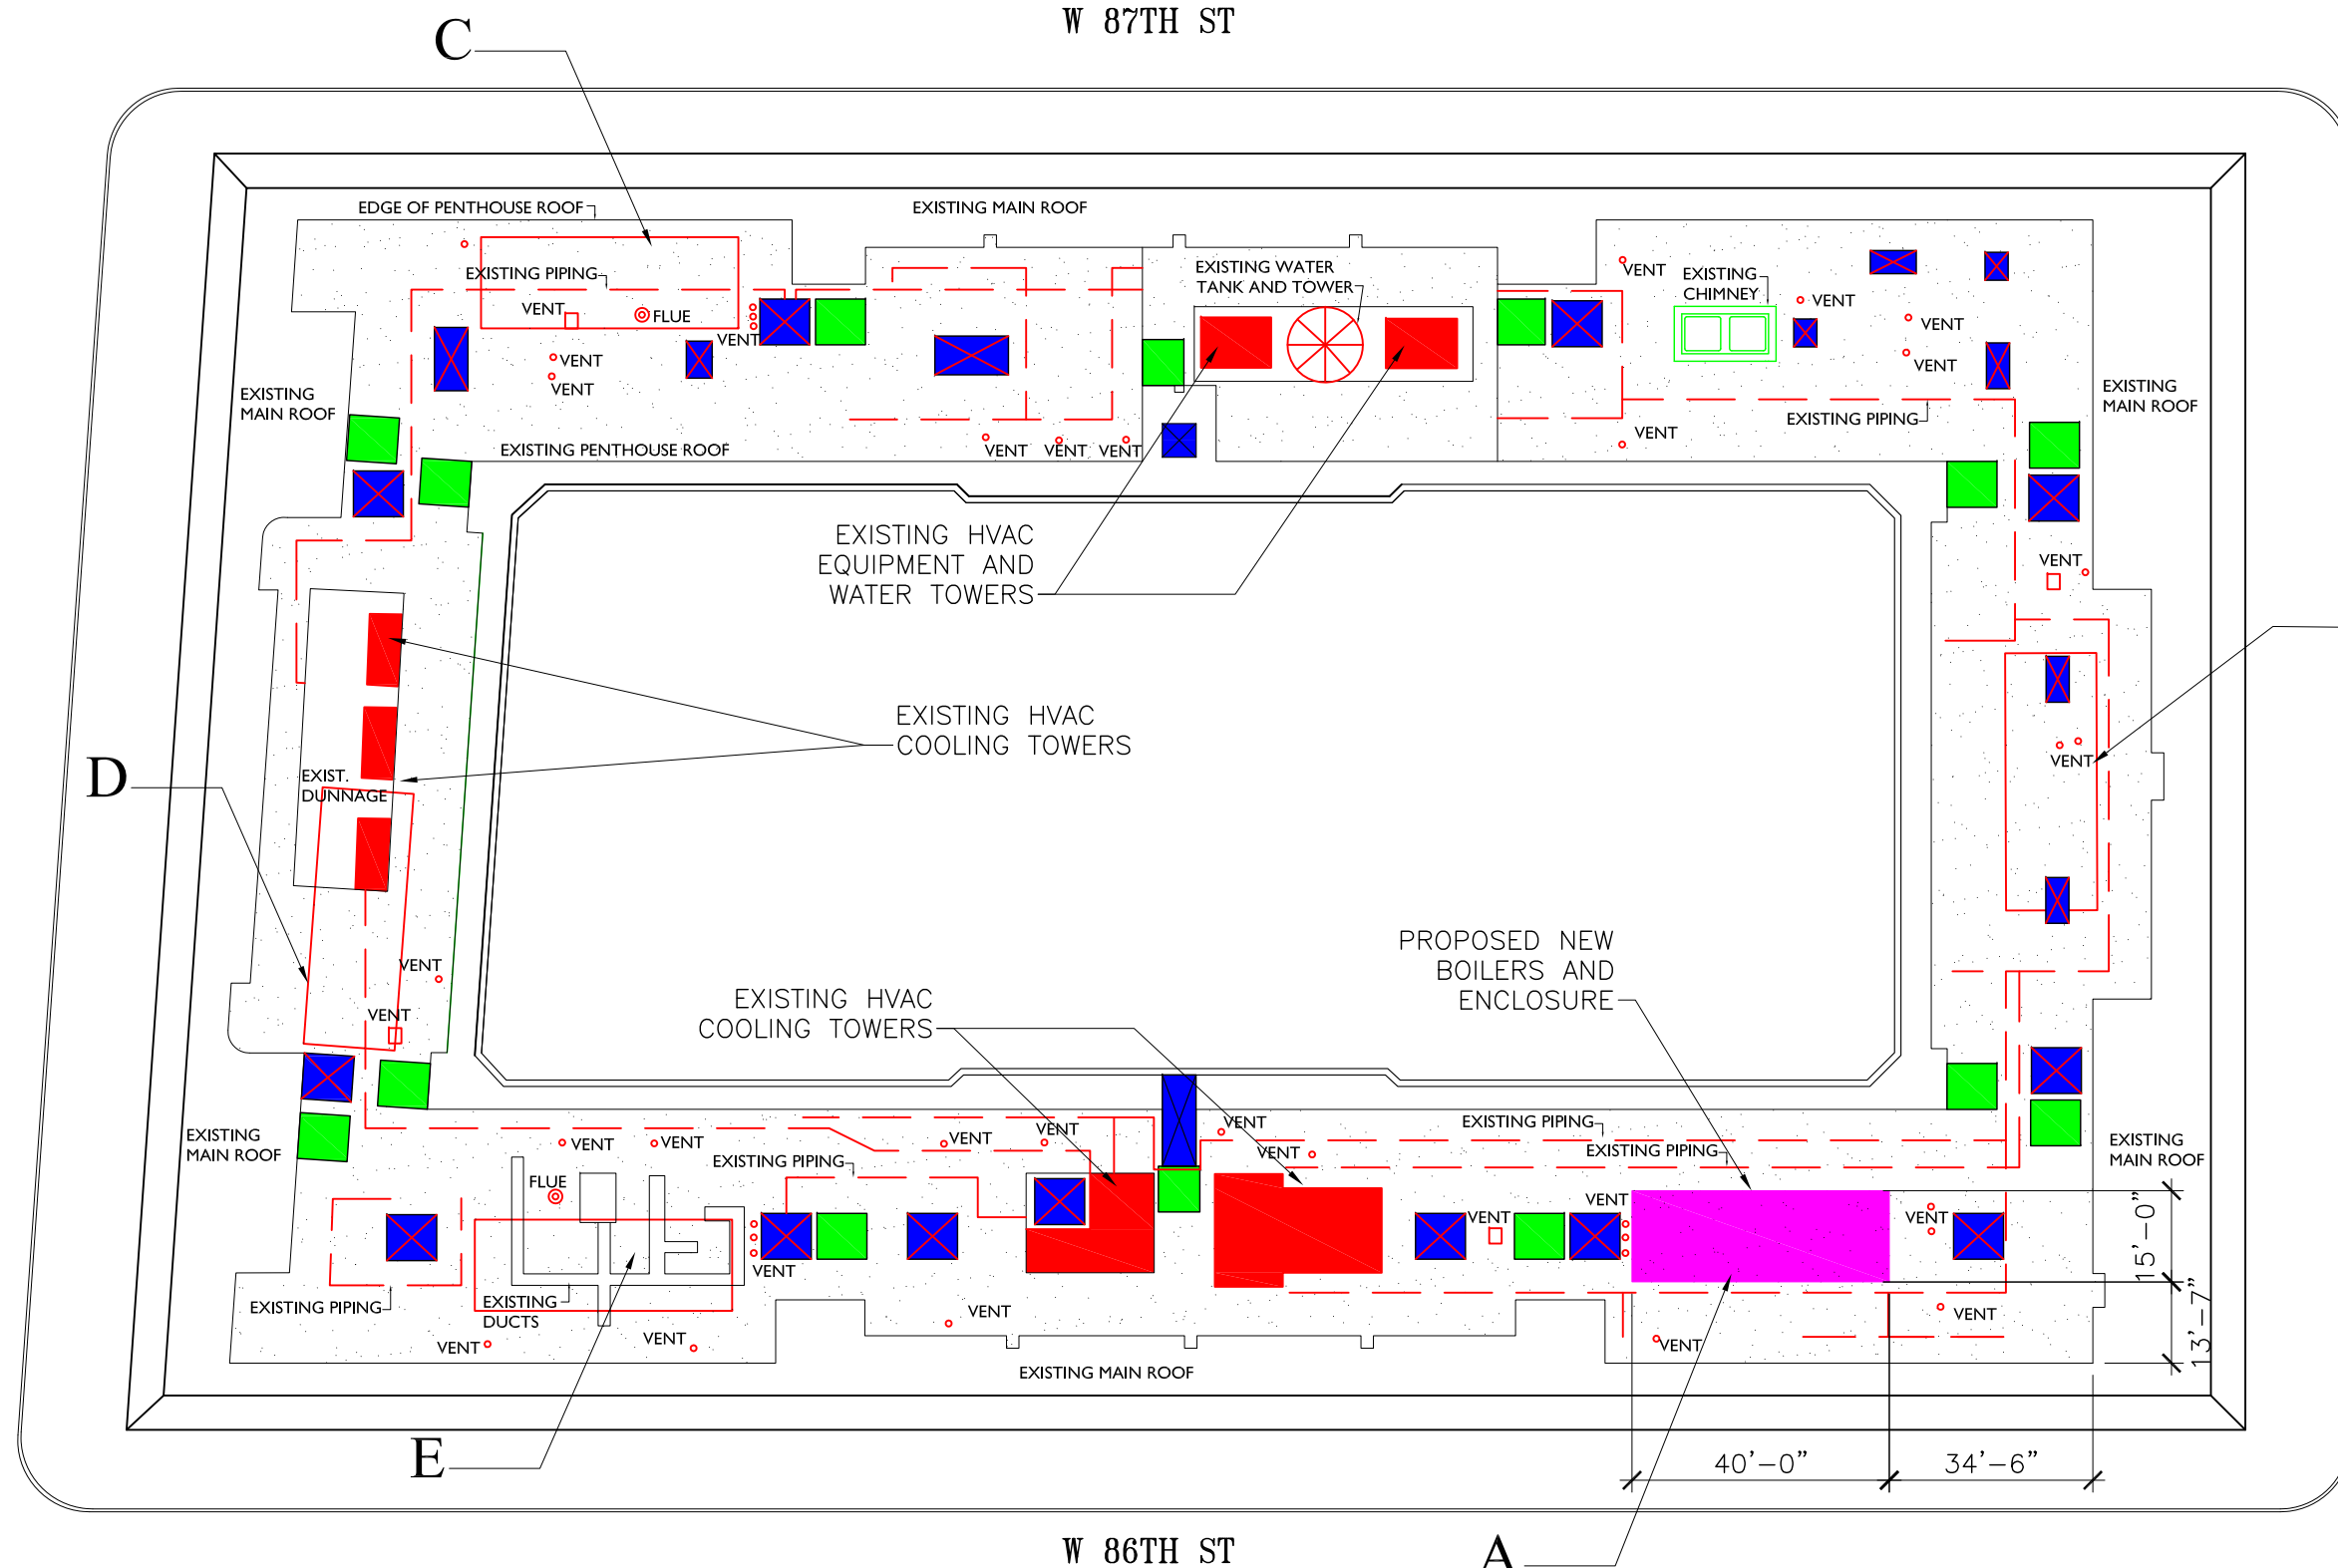 W 87TH ST
C
EDGE OF PENTHOUSE ROOF
EXISTING MAIN ROOF
EXISTING PIPING
VENT
FLUE
VENT
VENT
VENT
EXISTING WATER
TANK AND TOWER
VENT
EXISTING
CHIMNEY
VENT
VENT
VENT
EXISTING
MAIN ROOF
EXISTING
MAIN ROOF
EXISTING PIPING
VENT
EXISTING PENTHOUSE ROOF
VENT
VENT
VENT
EXISTING HVAC
EQUIPMENT AND
WATER TOWERS
VENT
EXISTING HVAC
COOLING TOWERS
VENT
D
EXIST.
DUNNAGE
PROPOSED NEW
BOILERS AND
ENCLOSURE
VENT
VENT
EXISTING HVAC
COOLING TOWERS
EXISTING
MAIN ROOF
VENT
VENT
VENT
VENT
VENT
VENT
EXISTING PIPING
EXISTING PIPING
EXISTING
MAIN ROOF
EXISTING PIPING
FLUE
VENT
VENT
VENT
VENT
15'-0"
EXISTING PIPING
EXISTING
DUCTS
VENT
VENT
VENT
VENT
VENT
13'-7"
EXISTING MAIN ROOF
E
40'-0"
34'-6"
W 86TH ST
A